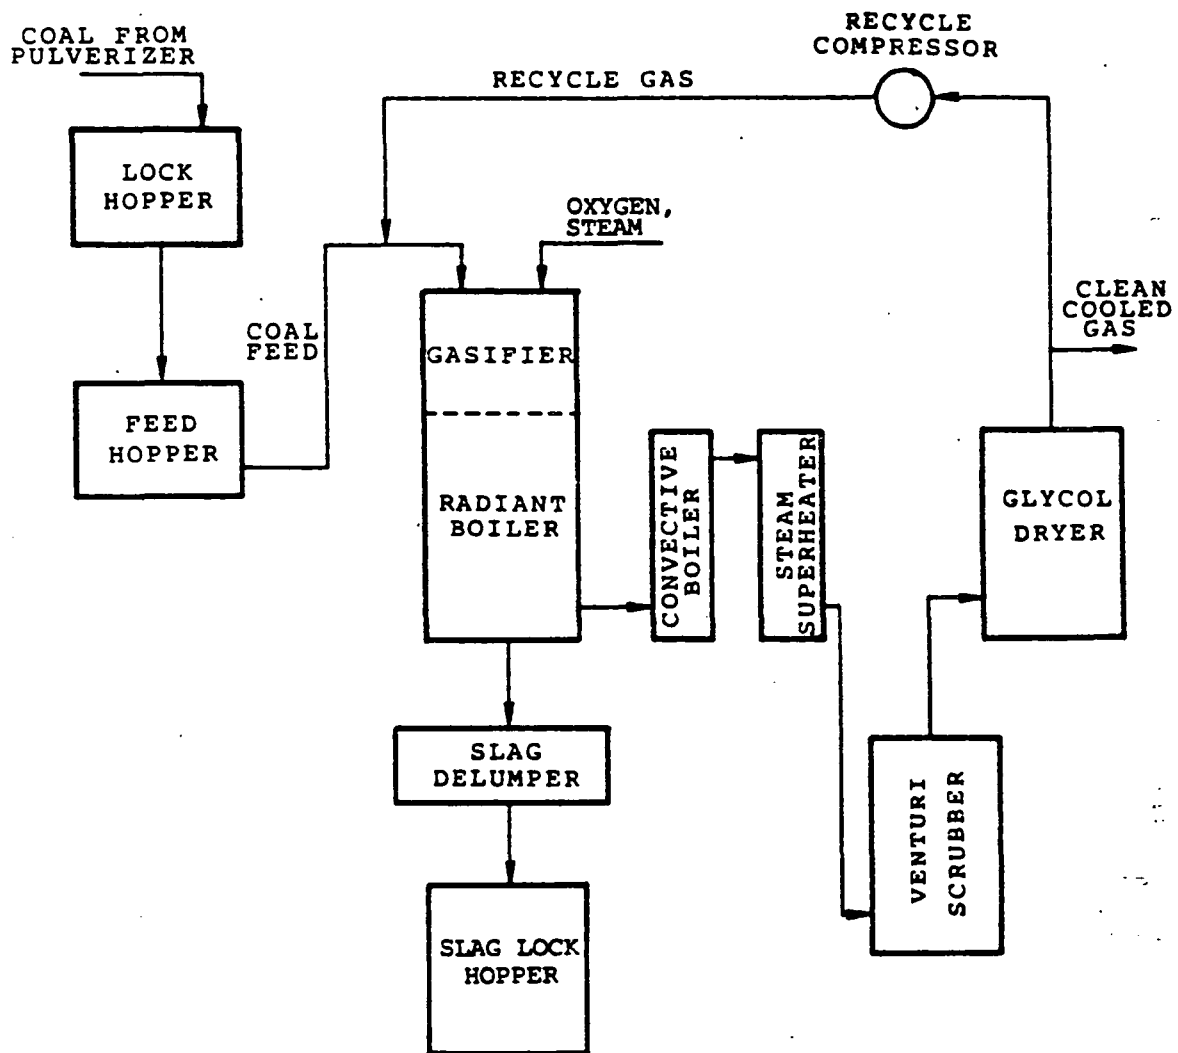 COAL FROM
PULVERIZER
RECYCLE
COMPRESSOR
RECYCLE GAS
LOCK
HOPPER
OXYGEN,
STEAM
CLEAN
COOLED
GAS
COAL
FEED
GASIFIER
FEED
HOPPER
RADIANT
BOILER
CONVECTIVE
BOILER
STEAM
SUPERHEATER
GLYCOL
DRYER
SLAG
DELUMPER
VENTURI
SCRUBBER
SLAG LOCK
HOPPER